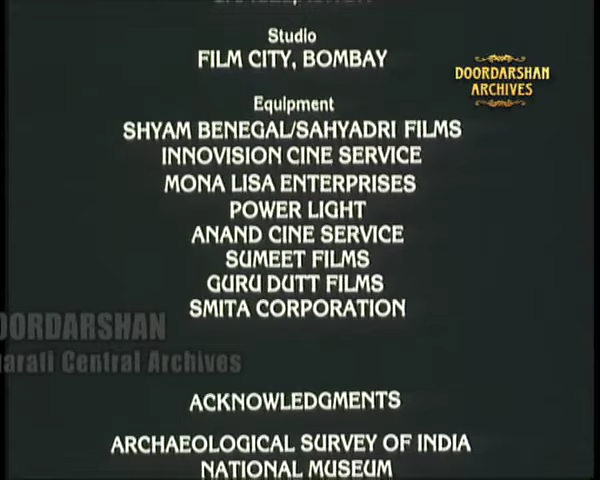 Studio
FILM CITY, BOMBAY
DOORDARSHAN
ARCHIVES
Equipment
SHYAM BENEGAL/SAHYADRI FILMS
INNOVISION CINE SERVICE
MONA LISA ENTERPRISES
POWER LIGHT
ANAND CINE SERVICE
SUMEET FILMS
GURU DUTT FILMS
SMITA CORPORATION
OORDARSHAN
arati Central Archives
ACKNOWLEDGMENTS
ARCHAEOLOGICAL SURVEY OF INDIA
NATIONAL MUSEUM